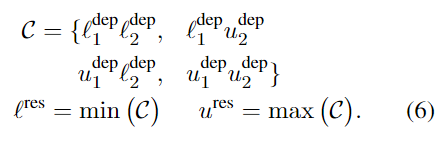 𝒞 = {ℓ₁^dep ℓ₂^dep, ℓ₁^dep u₂^dep
u₁^dep ℓ₂^dep, u₁^dep u₂^dep}
ℓ^res = min (𝒞) u^res = max (𝒞). (6)